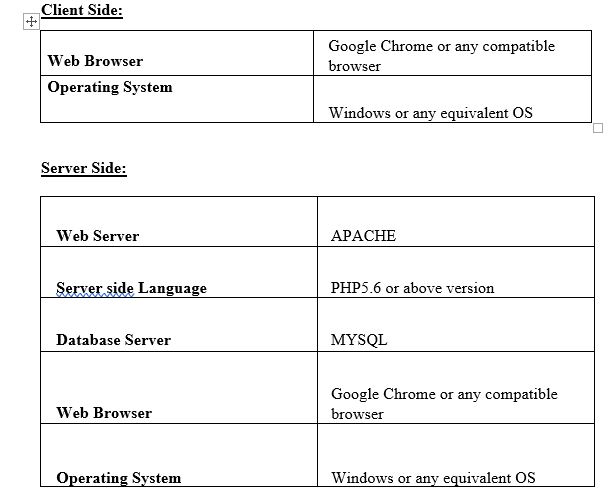 Client Side:
Web Browser
Google Chrome or any compatible
browser
Operating System
Windows or any equivalent OS
Server Side:
Web Server
APACHE
Server side Language
PHP5.6 or above version
Database Server
MYSQL
Web Browser
Google Chrome or any compatible
browser
Operating System
Windows or any equivalent OS